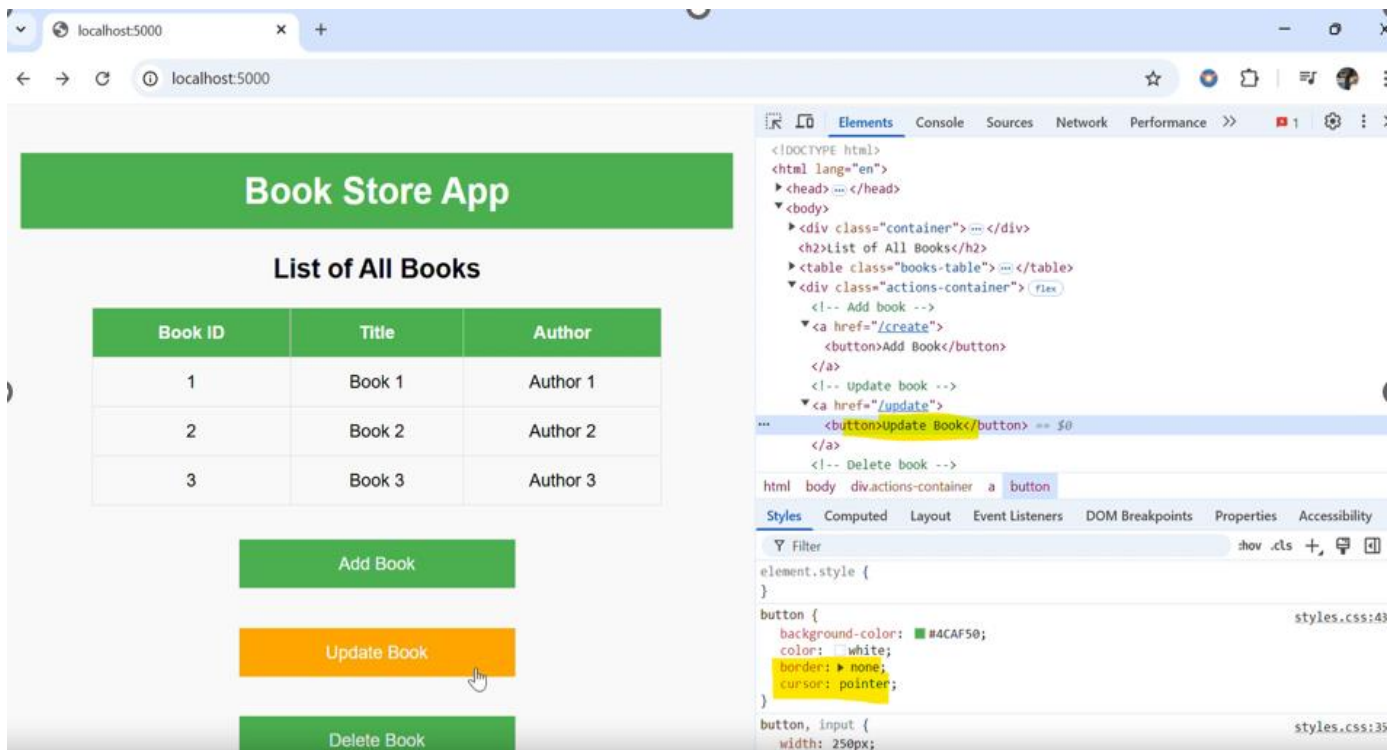 localhost:5000
localhost:5000
Book Store App
List of All Books
Book ID Title Author
1 Book 1 Author 1
2 Book 2 Author 2
3 Book 3 Author 3
Add Book
Update Book
Delete Book
Elements Console Sources Network Performance >> 1
<!DOCTYPE html>
<html lang="en">
<head> ... </head>
<body>
<div class="container"> ... </div>
<h2>List of All Books</h2>
<table class="books-table"> ... </table>
<div class="actions-container"> flex
<!-- Add book -->
<a href="/create">
<button>Add Book</button>
</a>
<!-- Update book -->
<a href="/update">
... <button>Update Book</button> == $0
</a>
<!-- Delete book -->
html body div.actions-container a button
Styles Computed Layout Event Listeners DOM Breakpoints Properties Accessibility
Filter :hov .cls +
element.style {
}
button { styles.css:43
background-color: #4CAF50;
color: white;
border: none;
cursor: pointer;
}
button, input { styles.css:35
width: 250px;